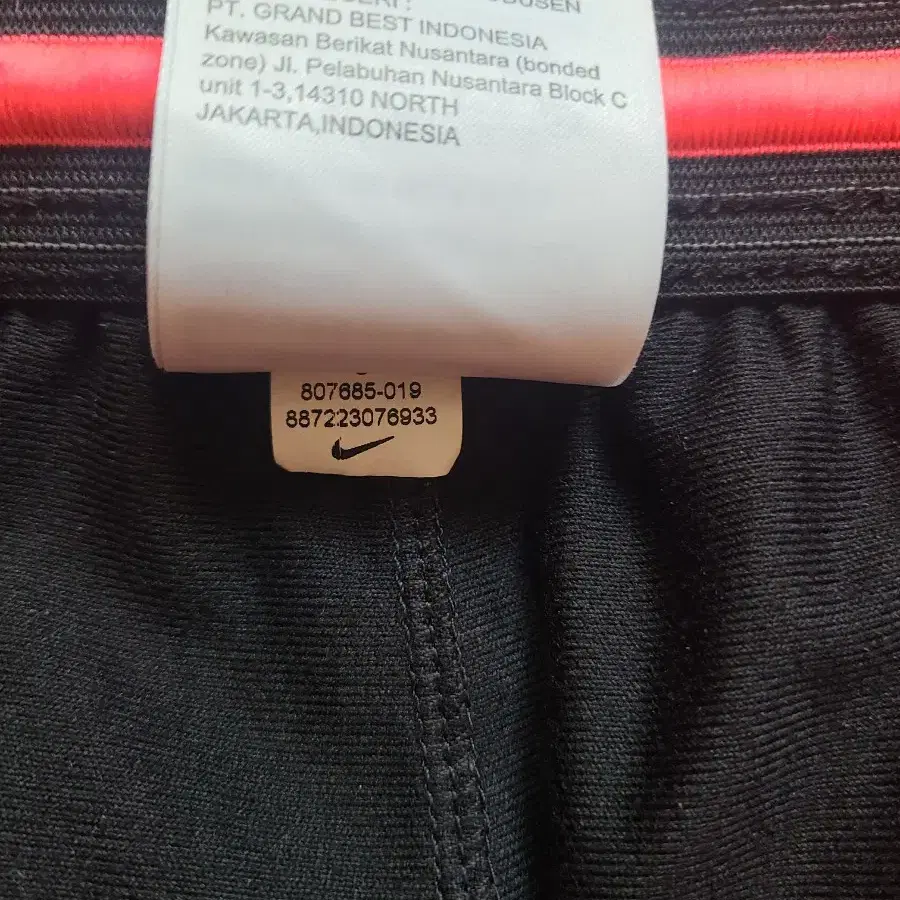 PT. GRAND BEST INDONESIA
Kawasan Berikat Nusantara (bonded
zone) Jl. Pelabuhan Nusantara Block C
unit 1-3,14310 NORTH
JAKARTA,INDONESIA
807685-019
887223076933